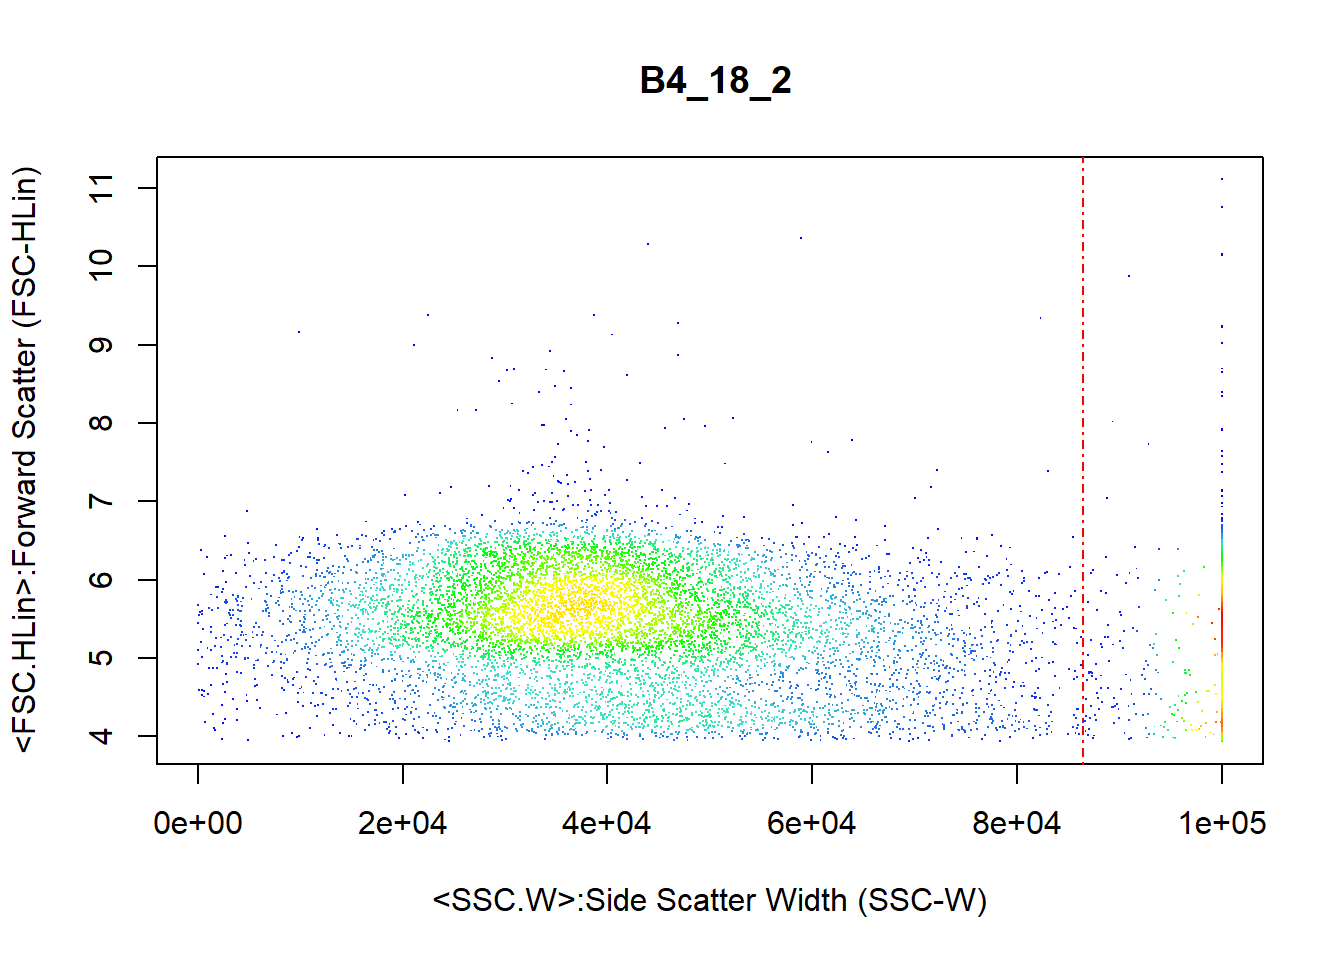 B4_18_2
<FSC.HLin>:Forward Scatter (FSC-HLin)
11
10
9
8
7
6
5
4
0e+00 2e+04 4e+04 6e+04 8e+04 1e+05
<SSC.W>:Side Scatter Width (SSC-W)